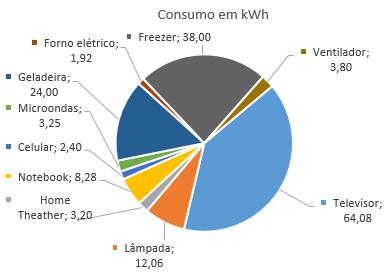 Consumo em kWh
Freezer; 38,00
Forno elétrico;
1,92
Ventilador;
3,80
Geladeira;
24,00
Microondas;
3,25
Celular; 2,40
Notebook; 8,28
Home
Theather; 3,20
Lâmpada;
12,06
Televisor;
64,08